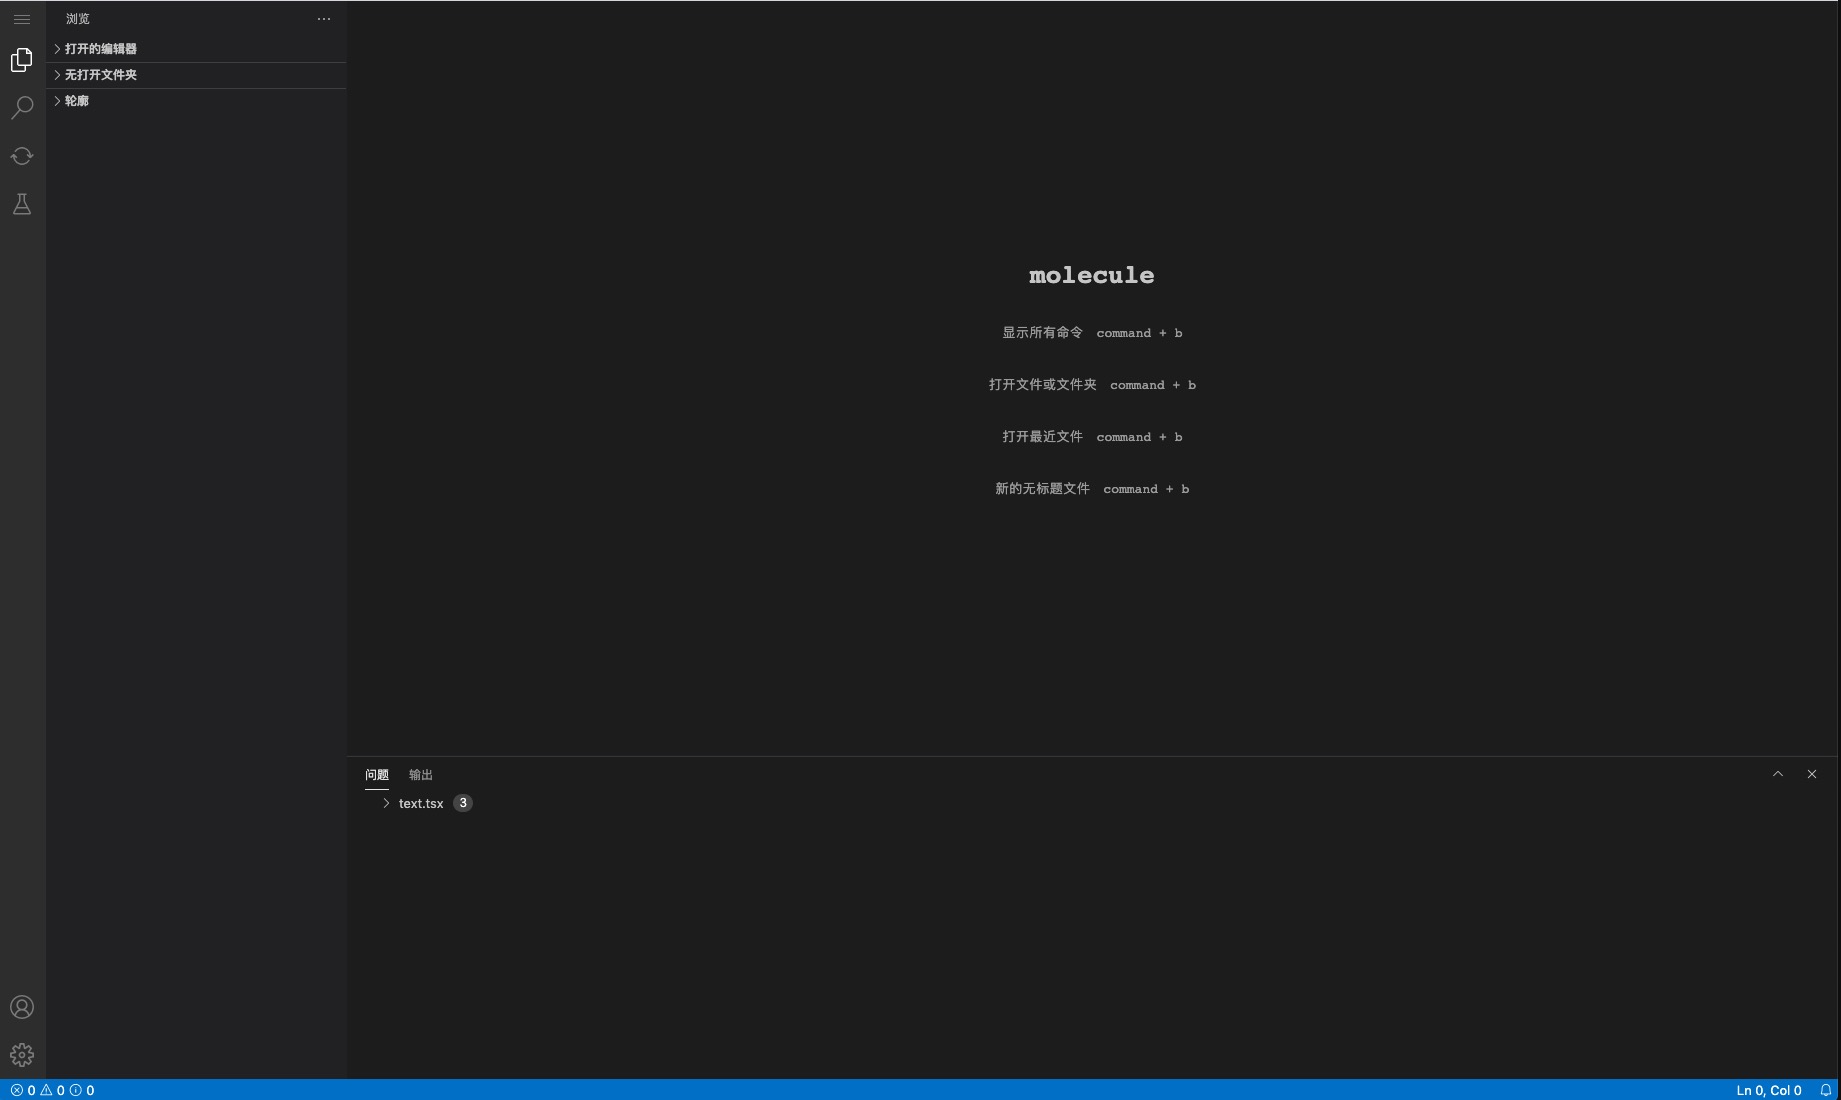 浏览
打开的编辑器
无打开文件夹
轮廓
molecule
显示所有命令 command + b
打开文件或文件夹 command + b
打开最近文件 command + b
新的无标题文件 command + b
问题 输出
text.tsx 3
0 0 0
Ln 0, Col 0